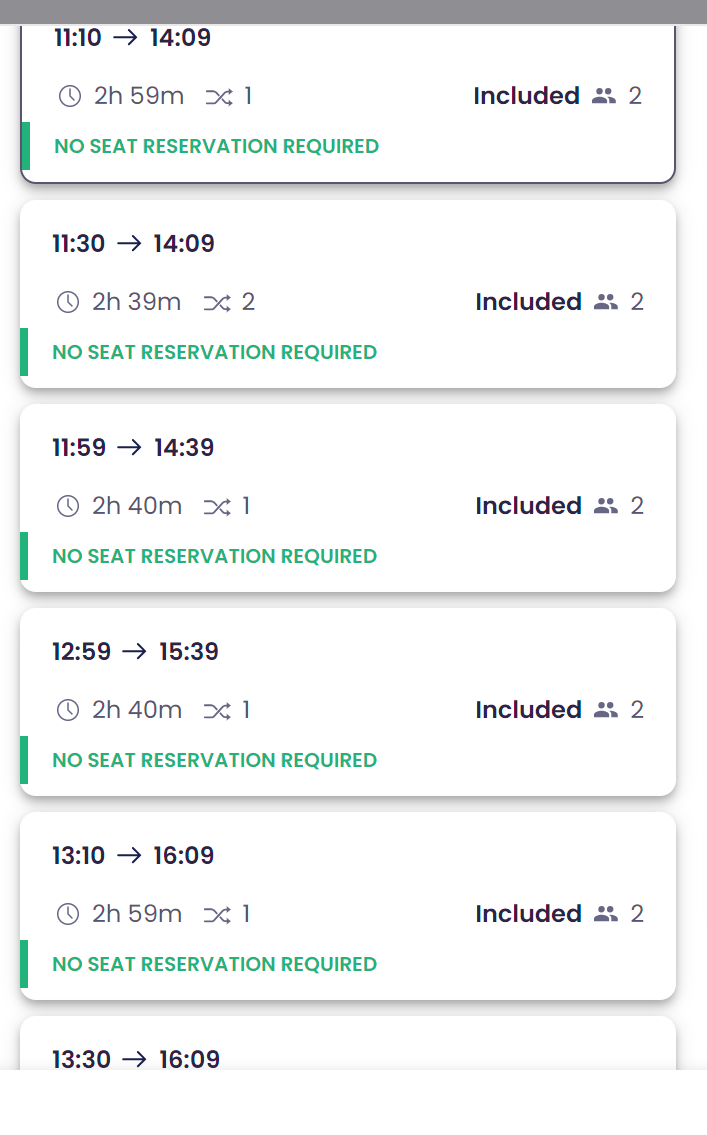 11:10 → 14:09
2h 59m 1 Included 2
NO SEAT RESERVATION REQUIRED
11:30 → 14:09
2h 39m 2 Included 2
NO SEAT RESERVATION REQUIRED
11:59 → 14:39
2h 40m 1 Included 2
NO SEAT RESERVATION REQUIRED
12:59 → 15:39
2h 40m 1 Included 2
NO SEAT RESERVATION REQUIRED
13:10 → 16:09
2h 59m 1 Included 2
NO SEAT RESERVATION REQUIRED
13:30 → 16:09